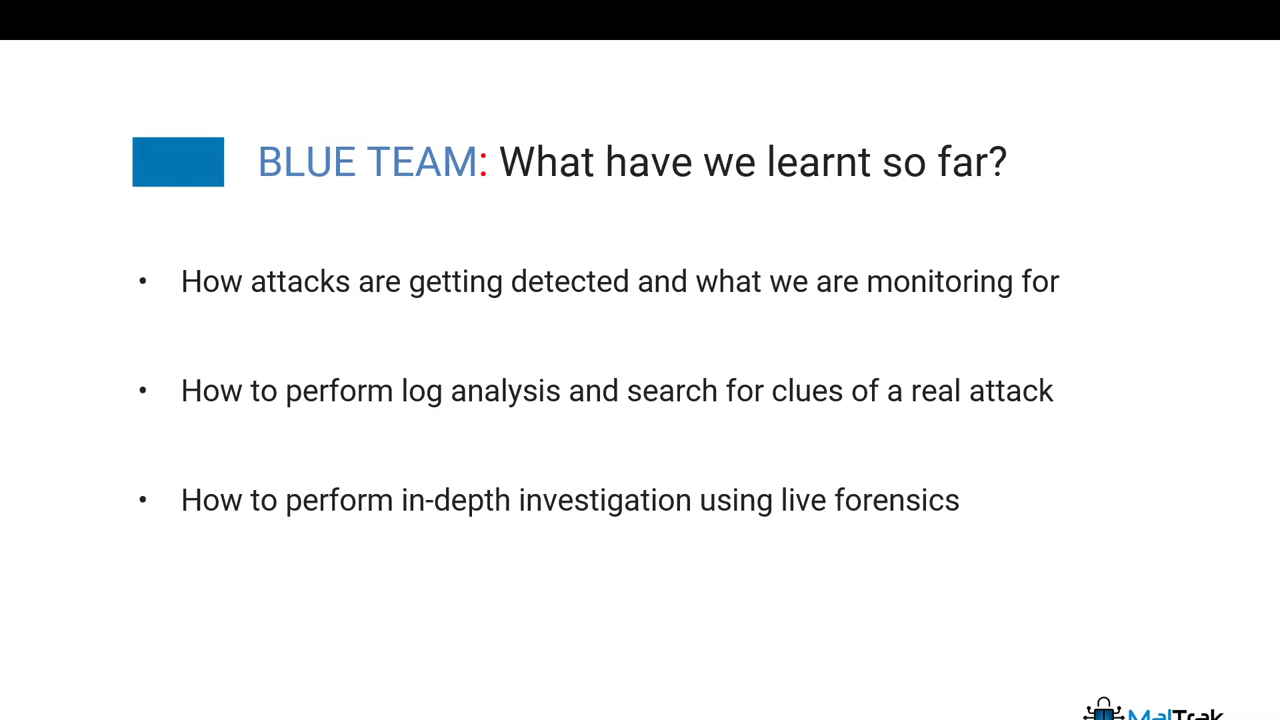 BLUE TEAM: What have we learnt so far?
• How attacks are getting detected and what we are monitoring for
• How to perform log analysis and search for clues of a real attack
• How to perform in-depth investigation using live forensics
MalTrak